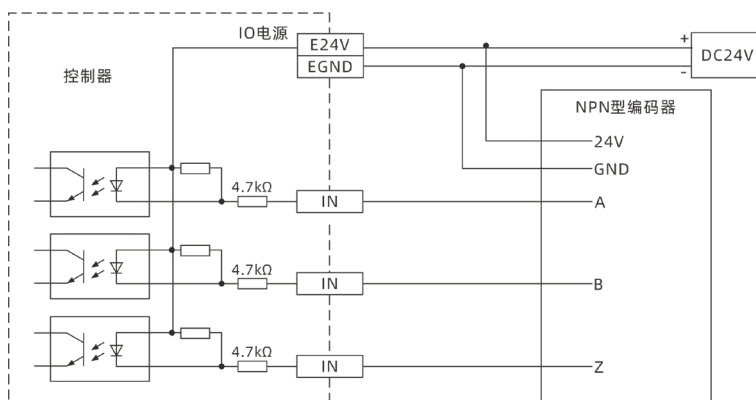 IO电源
E24V
EGND
+
-
DC24V
控制器
NPN型编码器
24V
GND
4.7kΩ
IN
A
4.7kΩ
IN
B
4.7kΩ
IN
Z